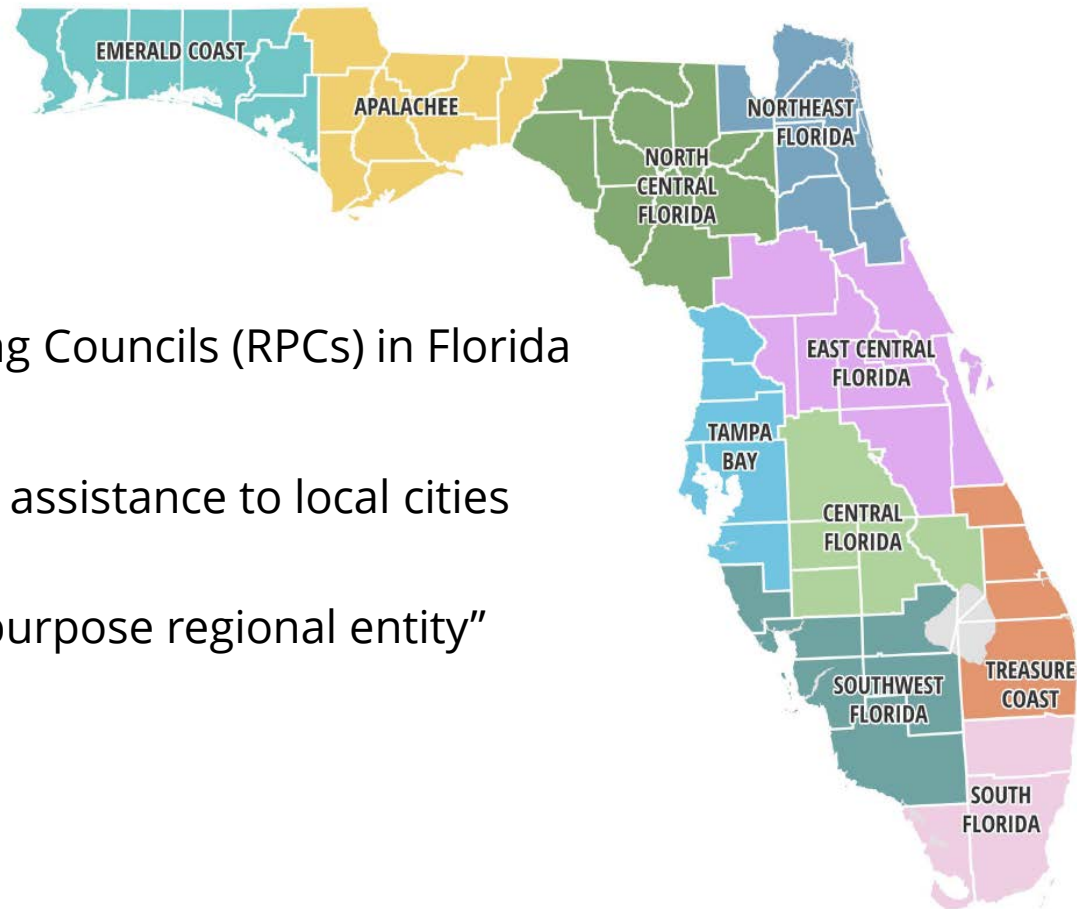 EMERALD COAST
APALACHEE
NORTHEAST
FLORIDA
NORTH
CENTRAL
FLORIDA
ng Councils (RPCs) in Florida
EAST CENTRAL
FLORIDA
TAMPA
BAY
assistance to local cities
CENTRAL
FLORIDA
purpose regional entity”
TREASURE
COAST
SOUTHWEST
FLORIDA
SOUTH
FLORIDA